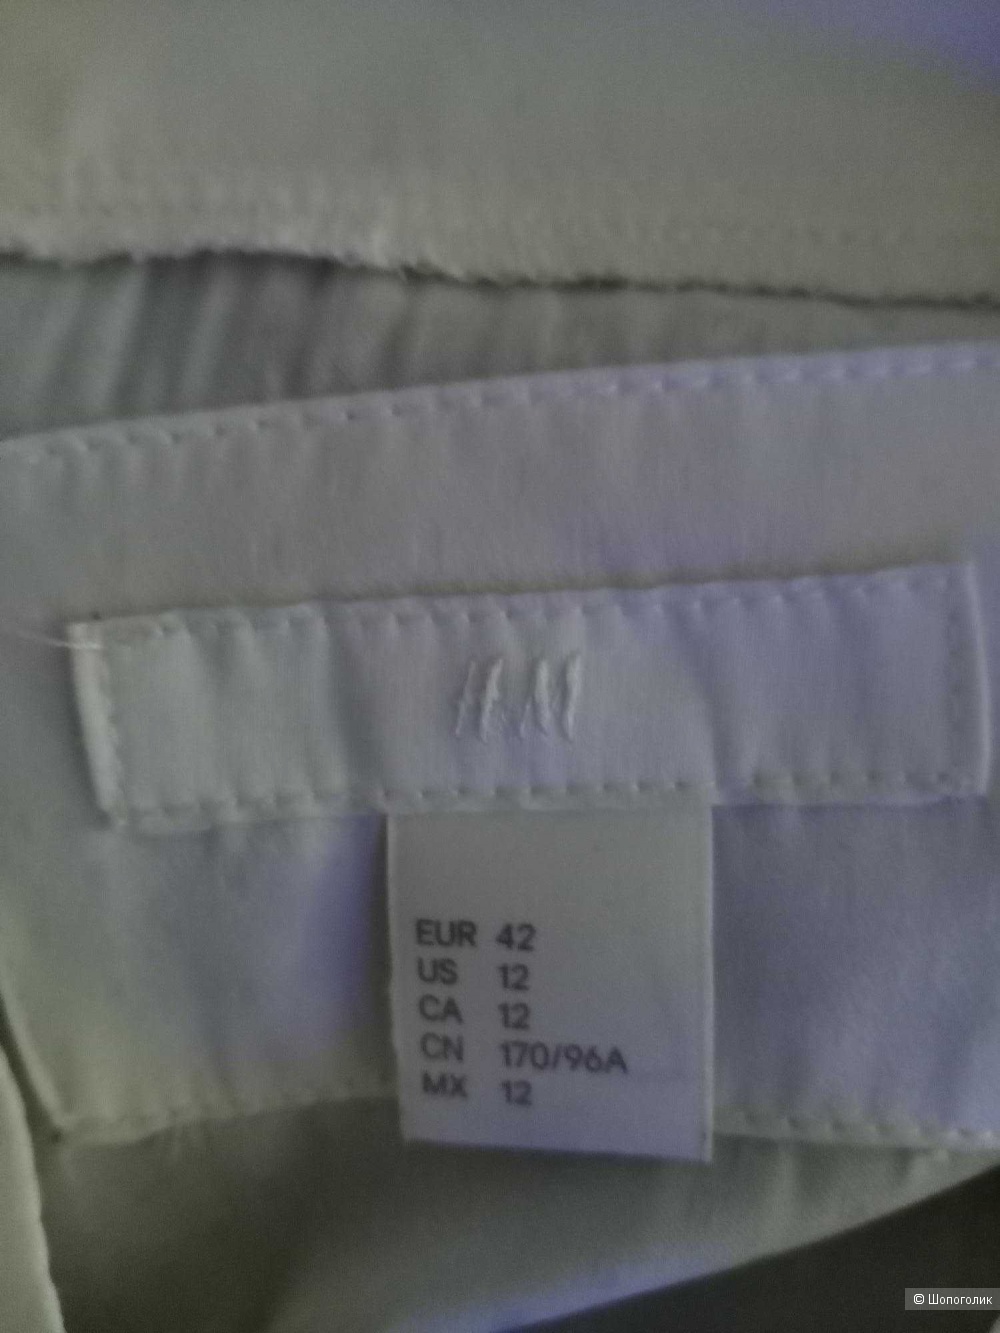 H M
EUR 42
US 12
CA 12
CN 170/96A
MX 12
© Шопоголик